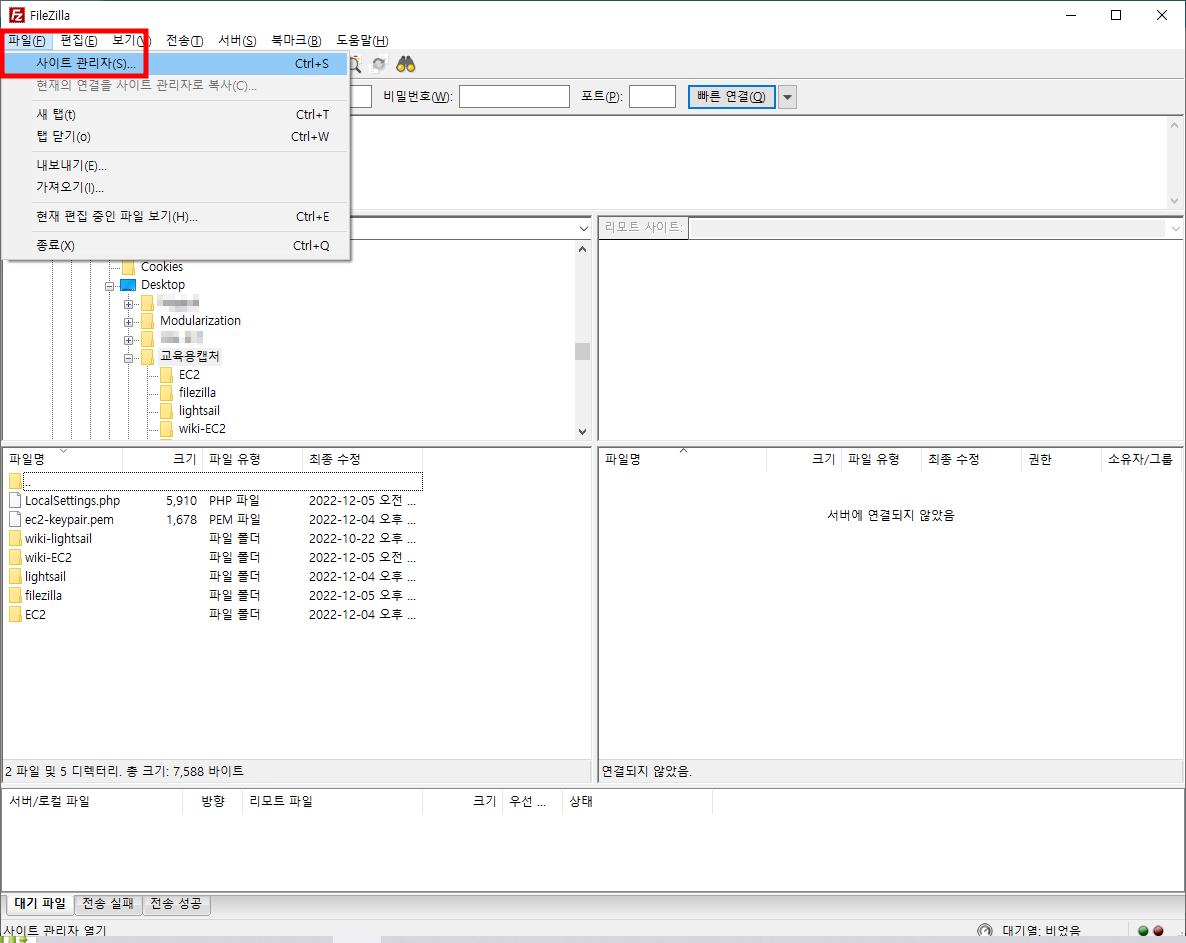 FileZilla
파일(F) 편집(E) 보기(V) 전송(T) 서버(S) 북마크(B) 도움말(H)
사이트 관리자(S)... Ctrl+S
현재의 연결을 사이트 관리자로 복사(C)...
새 탭(t) Ctrl+T
탭 닫기(o) Ctrl+W
내보내기(E)...
가져오기(I)...
현재 편집 중인 파일 보기(H)... Ctrl+E
종료(X) Ctrl+Q
비밀번호(W): 포트(P): 빠른 연결(Q)
리모트 사이트:
Cookies
Desktop
Modularization
교육용캡처
EC2
filezilla
lightsail
wiki-EC2
파일명 크기 파일 유형 최종 수정
..
LocalSettings.php 5,910 PHP 파일 2022-12-05 오전 ...
ec2-keypair.pem 1,678 PEM 파일 2022-12-04 오후 ...
wiki-lightsail 파일 폴더 2022-10-22 오후 ...
wiki-EC2 파일 폴더 2022-12-05 오전 ...
lightsail 파일 폴더 2022-12-04 오후 ...
filezilla 파일 폴더 2022-12-05 오후 ...
EC2 파일 폴더 2022-12-04 오후 ...
2 파일 및 5 디렉터리. 총 크기: 7,588 바이트
파일명 크기 파일 유형 최종 수정 권한 소유자/그룹
서버에 연결되지 않았음
연결되지 않았음.
서버/로컬 파일 방향 리모트 파일 크기 우선 ... 상태
대기 파일 전송 실패 전송 성공
사이트 관리자 열기 대기열: 비었음